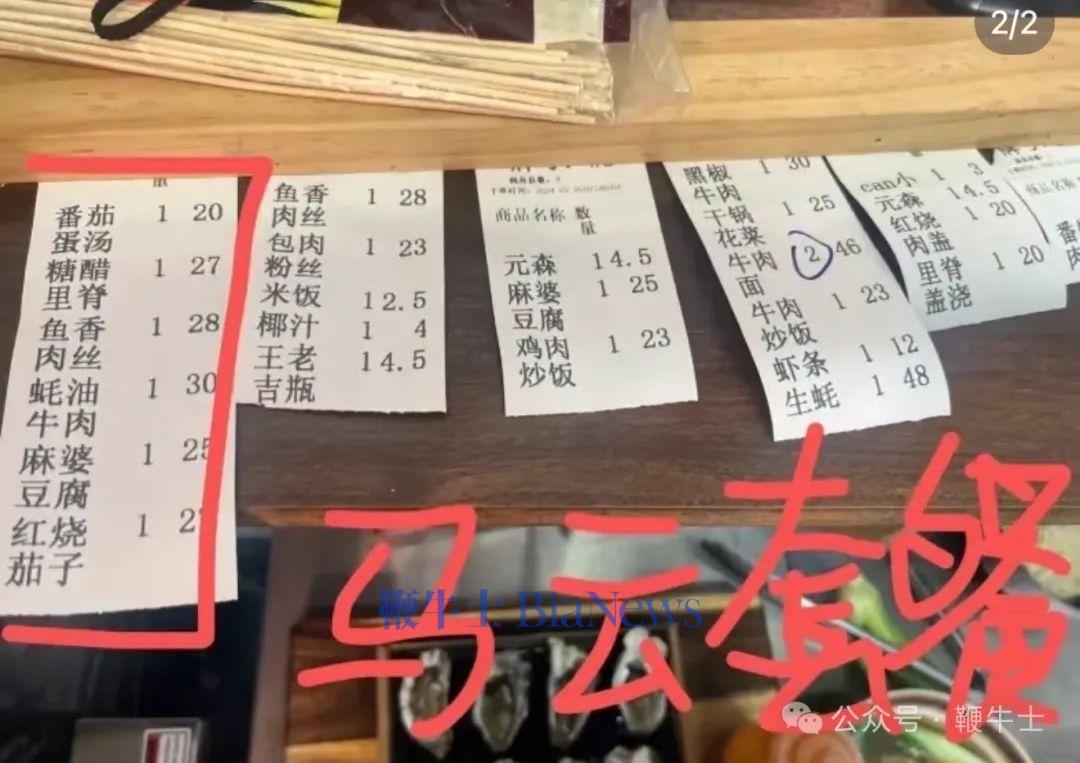 2/2
量
番茄 1 20
蛋汤
糖醋 1 27
里脊
鱼香 1 28
肉丝
蚝油 1 30
牛肉
麻婆 1 25
豆腐
红烧 1
茄子
鱼香 1 28
肉丝
包肉 1 23
粉丝
米饭 1 2.5
椰汁 1 4
王老 1 4.5
吉瓶
商品名称 数
量
元森 1 4.5
麻婆 1 25
豆腐
鸡肉 1 23
炒饭
黑椒 1 30
牛肉
干锅 1 25
花菜
牛肉 2 46
面
牛肉 1 23
炒饭
虾条 1 12
生蚝 1 48
can小 1 3
元森 1 4.5
红烧 1 20
肉盖
里脊 1 20
盖浇
商品名称
番茄
马云套餐
鞭牛士 BiaNews
公众号 · 鞭牛士